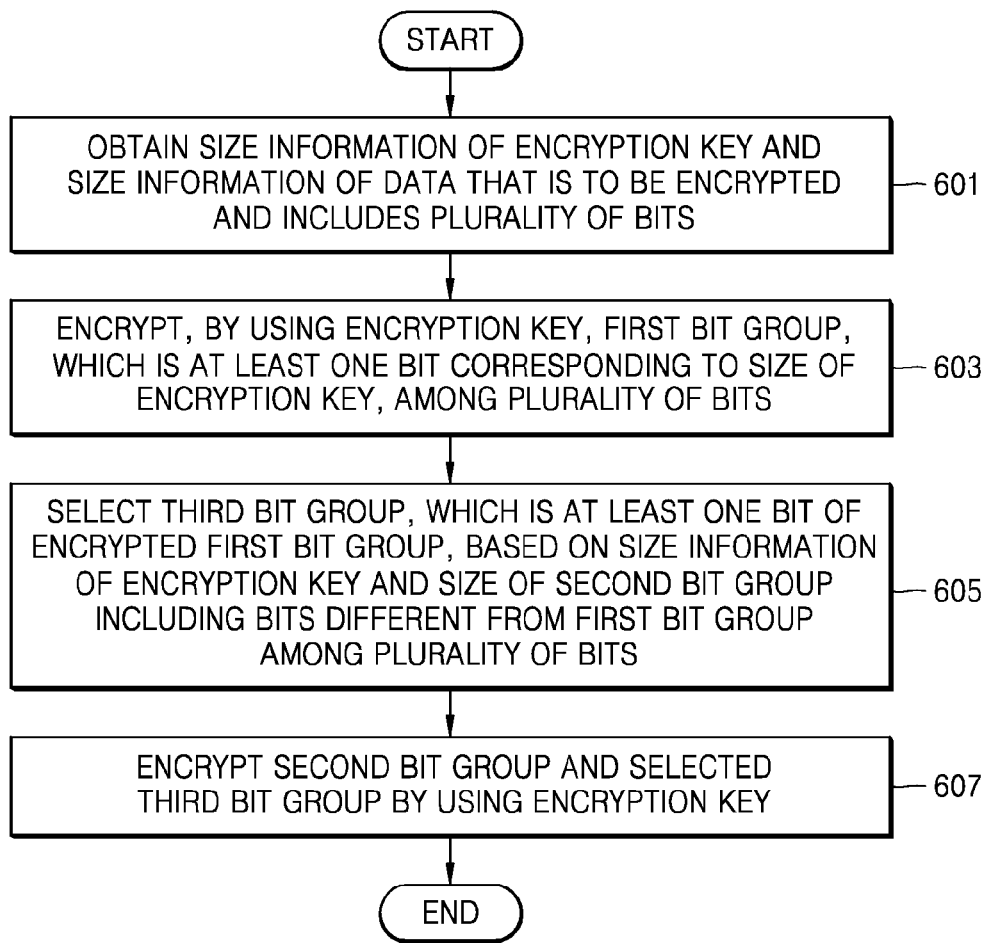 START
OBTAIN SIZE INFORMATION OF ENCRYPTION KEY AND
SIZE INFORMATION OF DATA THAT IS TO BE ENCRYPTED
AND INCLUDES PLURALITY OF BITS
601
ENCRYPT, BY USING ENCRYPTION KEY, FIRST BIT GROUP,
WHICH IS AT LEAST ONE BIT CORRESPONDING TO SIZE OF
ENCRYPTION KEY, AMONG PLURALITY OF BITS
603
SELECT THIRD BIT GROUP, WHICH IS AT LEAST ONE BIT OF
ENCRYPTED FIRST BIT GROUP, BASED ON SIZE INFORMATION
OF ENCRYPTION KEY AND SIZE OF SECOND BIT GROUP
INCLUDING BITS DIFFERENT FROM FIRST BIT GROUP
AMONG PLURALITY OF BITS
605
ENCRYPT SECOND BIT GROUP AND SELECTED
THIRD BIT GROUP BY USING ENCRYPTION KEY
607
END